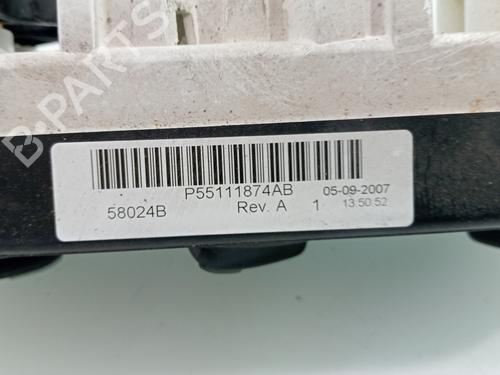 B-PARTS
P55111874AB 05-09-2007
58024B Rev. A 1 13:50:52